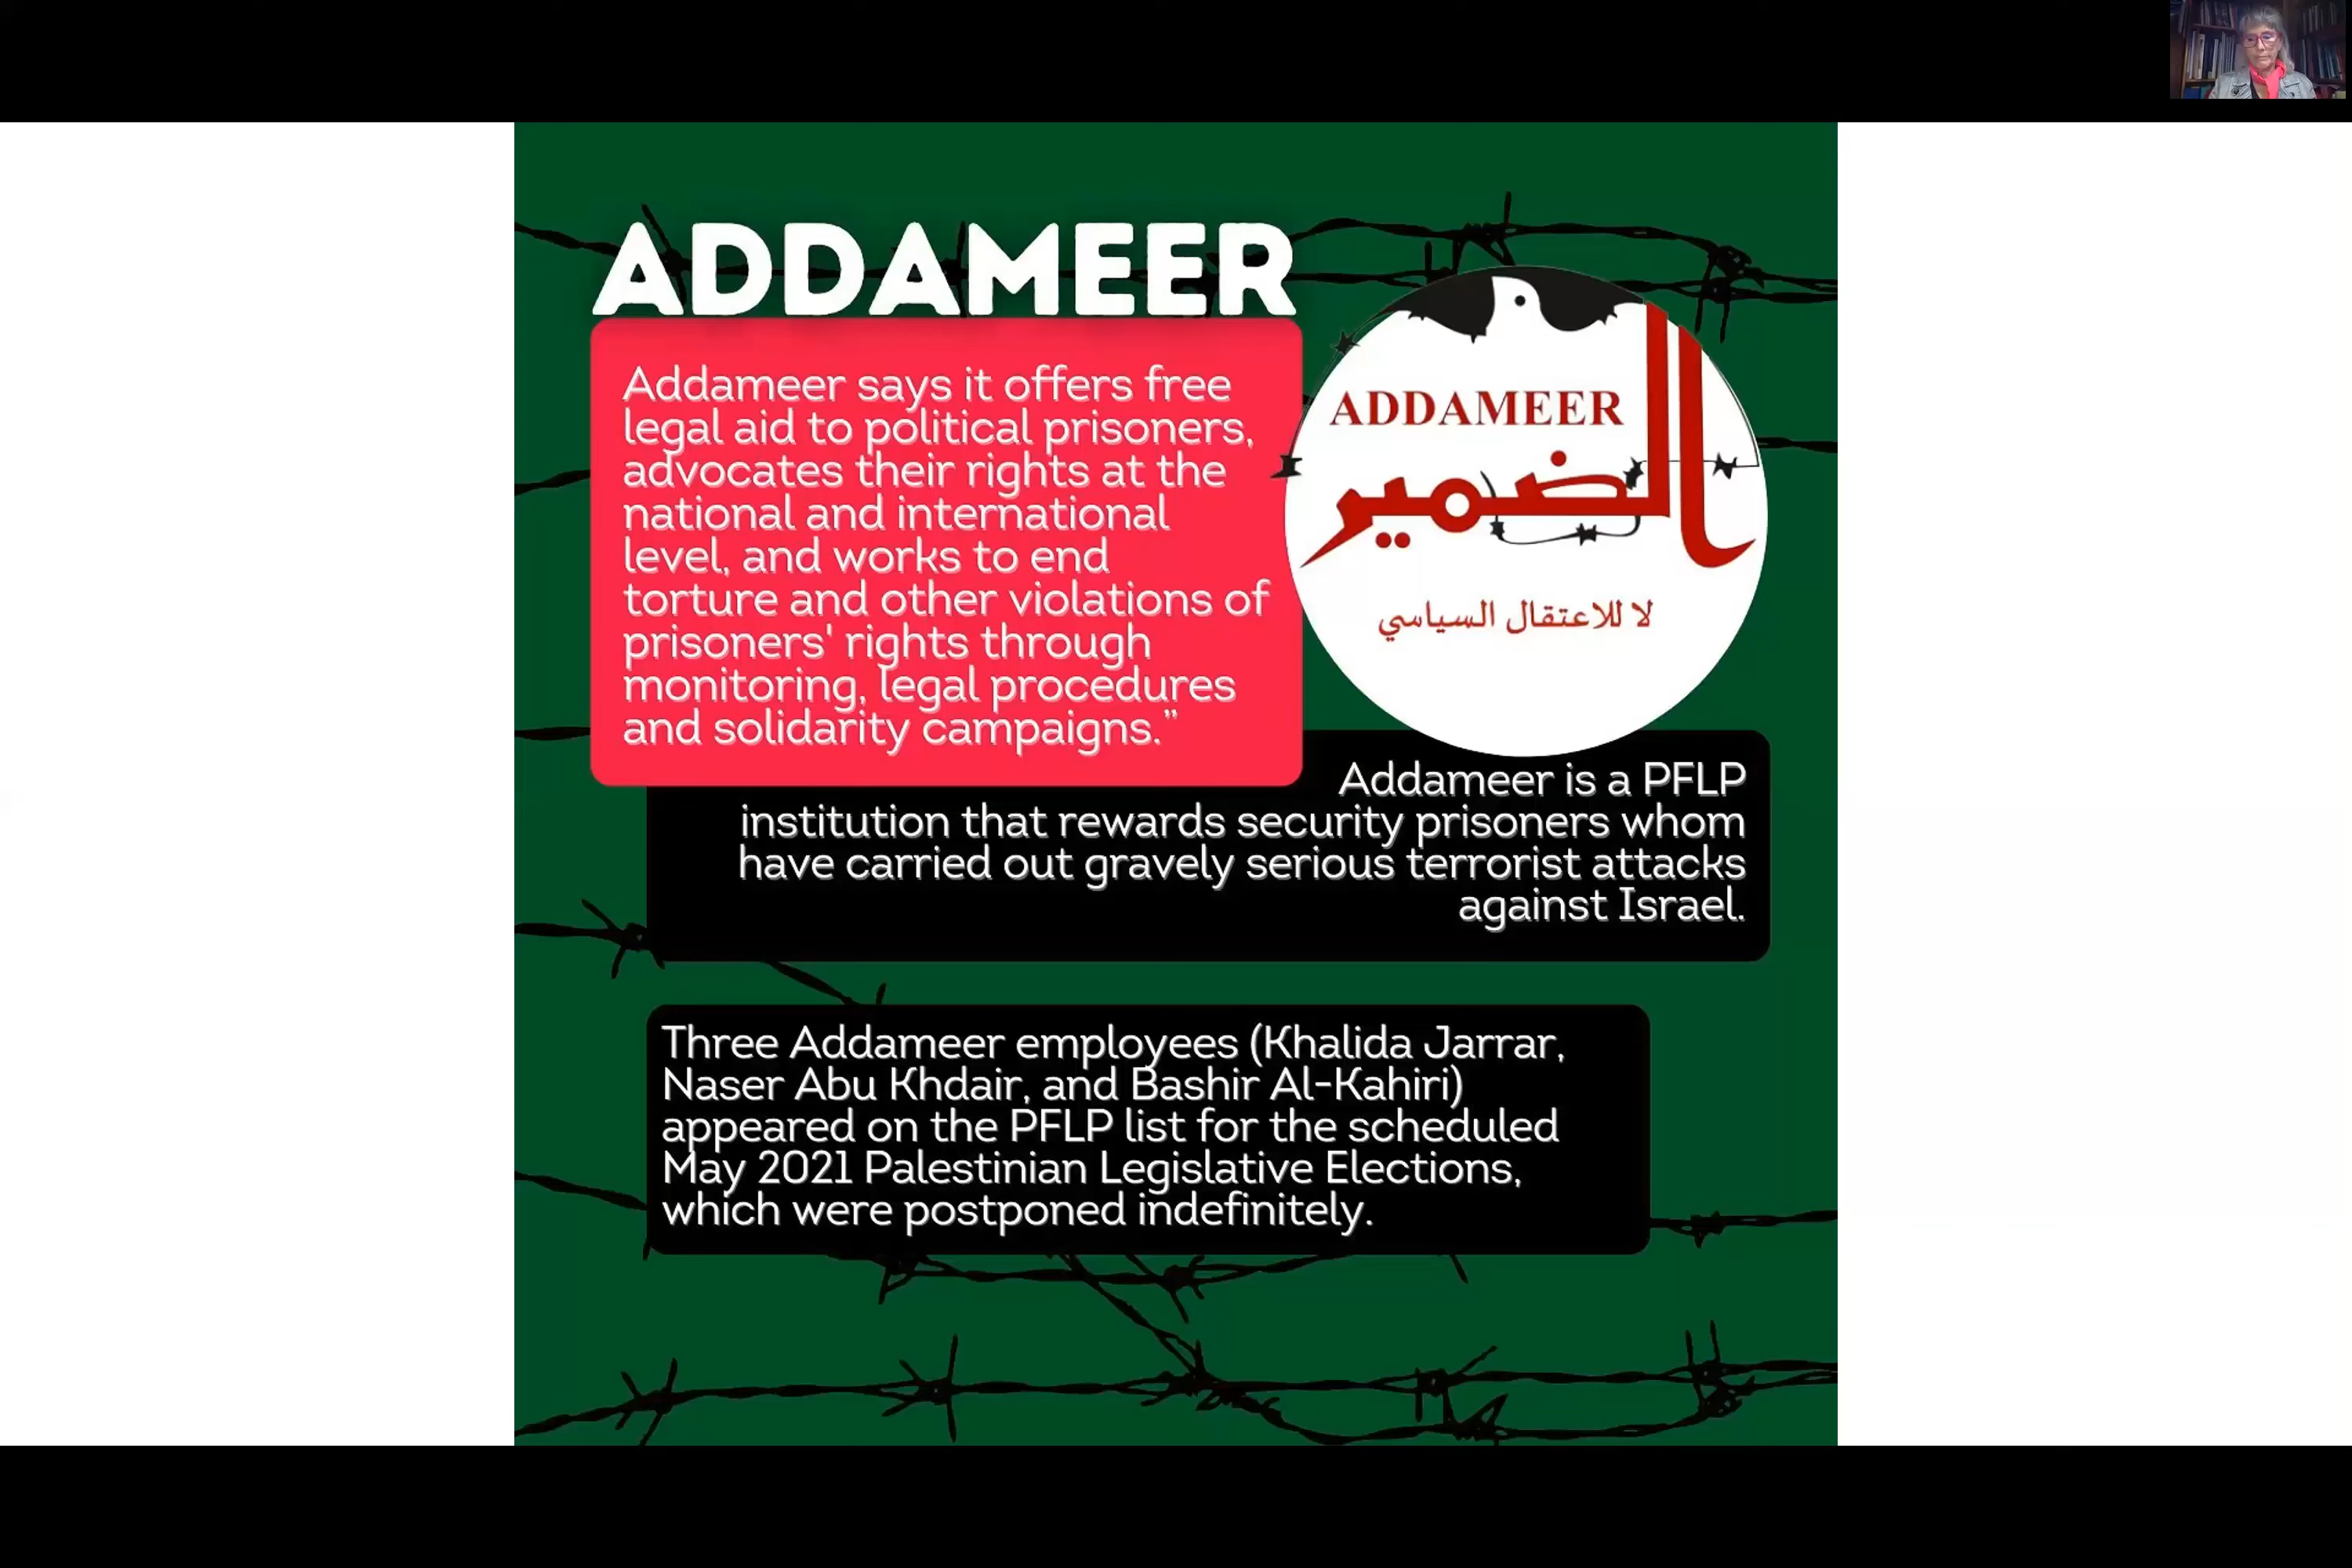 ADDAMEER
Addameer says it offers free
legal aid to political prisoners,
advocates their rights at the
national and international
level, and works to end
torture and other violations of
prisoners' rights through
monitoring, legal procedures
and solidarity campaigns.”
ADDAMEER
الضمير
لا للاعتقال السياسي
Addameer is a PFLP
institution that rewards security prisoners whom
have carried out gravely serious terrorist attacks
against Israel.
Three Addameer employees (Khalida Jarrar,
Naser Abu Khdair, and Bashir Al-Kahiri)
appeared on the PFLP list for the scheduled
May 2021 Palestinian Legislative Elections,
which were postponed indefinitely.